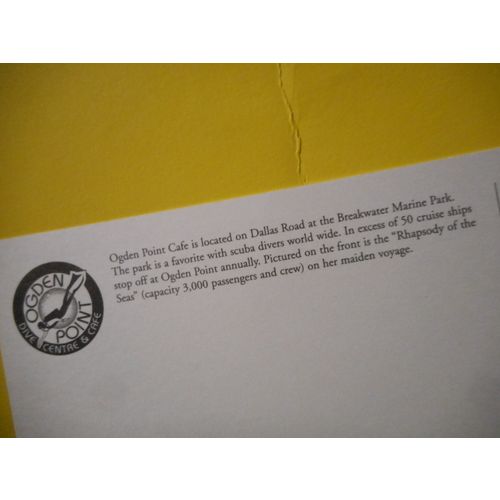 Ogden Point Cafe is located on Dallas Road at the Breakwater Marine Park.
The park is a favorite with scuba divers world wide. In excess of 50 cruise ships
stop off at Ogden Point annually. Pictured on the front is the "Rhapsody of the
Seas" (capacity 3,000 passengers and crew) on her maiden voyage.
OGDEN
POINT
DIVE CENTRE & CAFE